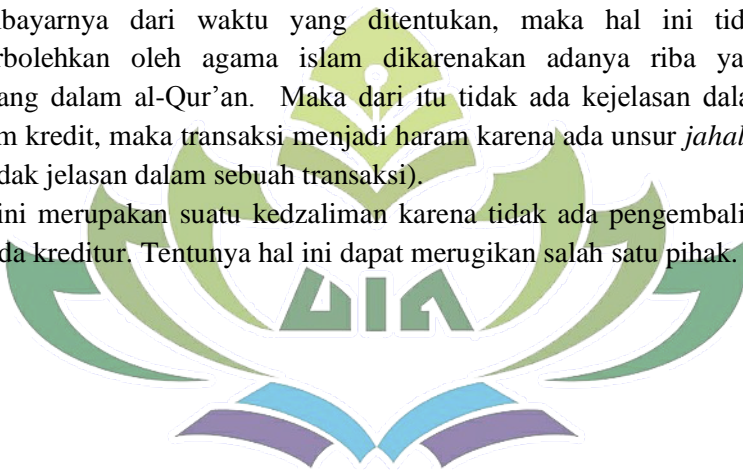 bayarnya dari waktu yang ditentukan, maka hal ini tid
rbolehkan oleh agama islam dikarenakan adanya riba ya
ang dalam al-Qur’an. Maka dari itu tidak ada kejelasan dala
m kredit, maka transaksi menjadi haram karena ada unsur jahal
dak jelasan dalam sebuah transaksi).
ini merupakan suatu kedzaliman karena tidak ada pengembali
da kreditur. Tentunya hal ini dapat merugikan salah satu pihak.
UIN